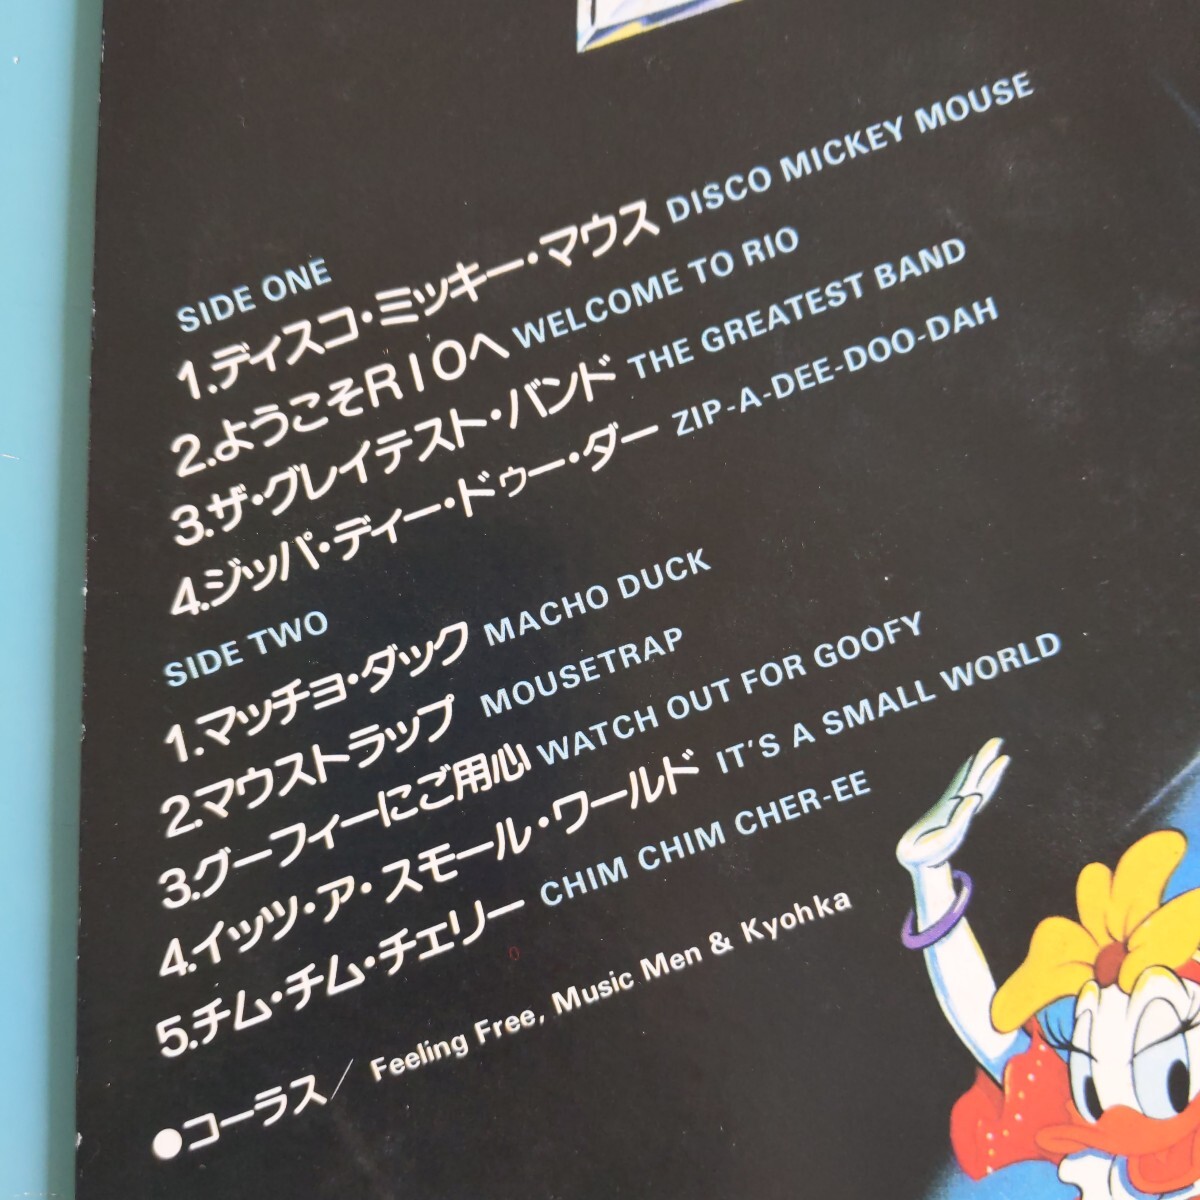 SIDE ONE
1.ディスコ・ミッキー・マウス DISCO MICKEY MOUSE
2.ようこそRIOへ WELCOME TO RIO
3.ザ・グレイテスト・バンド THE GREATEST BAND
4.ジッパ・ディー・ドゥー・ダー ZIP-A-DEE-DOO-DAH
SIDE TWO
1.マッチョ・ダック MACHO DUCK
2.マウストラップ MOUSETRAP
3.グーフィーにご用心 WATCH OUT FOR GOOFY
4.イッツ・ア・スモール・ワールド IT'S A SMALL WORLD
5.チム・チム・チェリー CHIM CHIM CHER-EE
●コーラス/ Feeling Free, Music Men & Kyohka